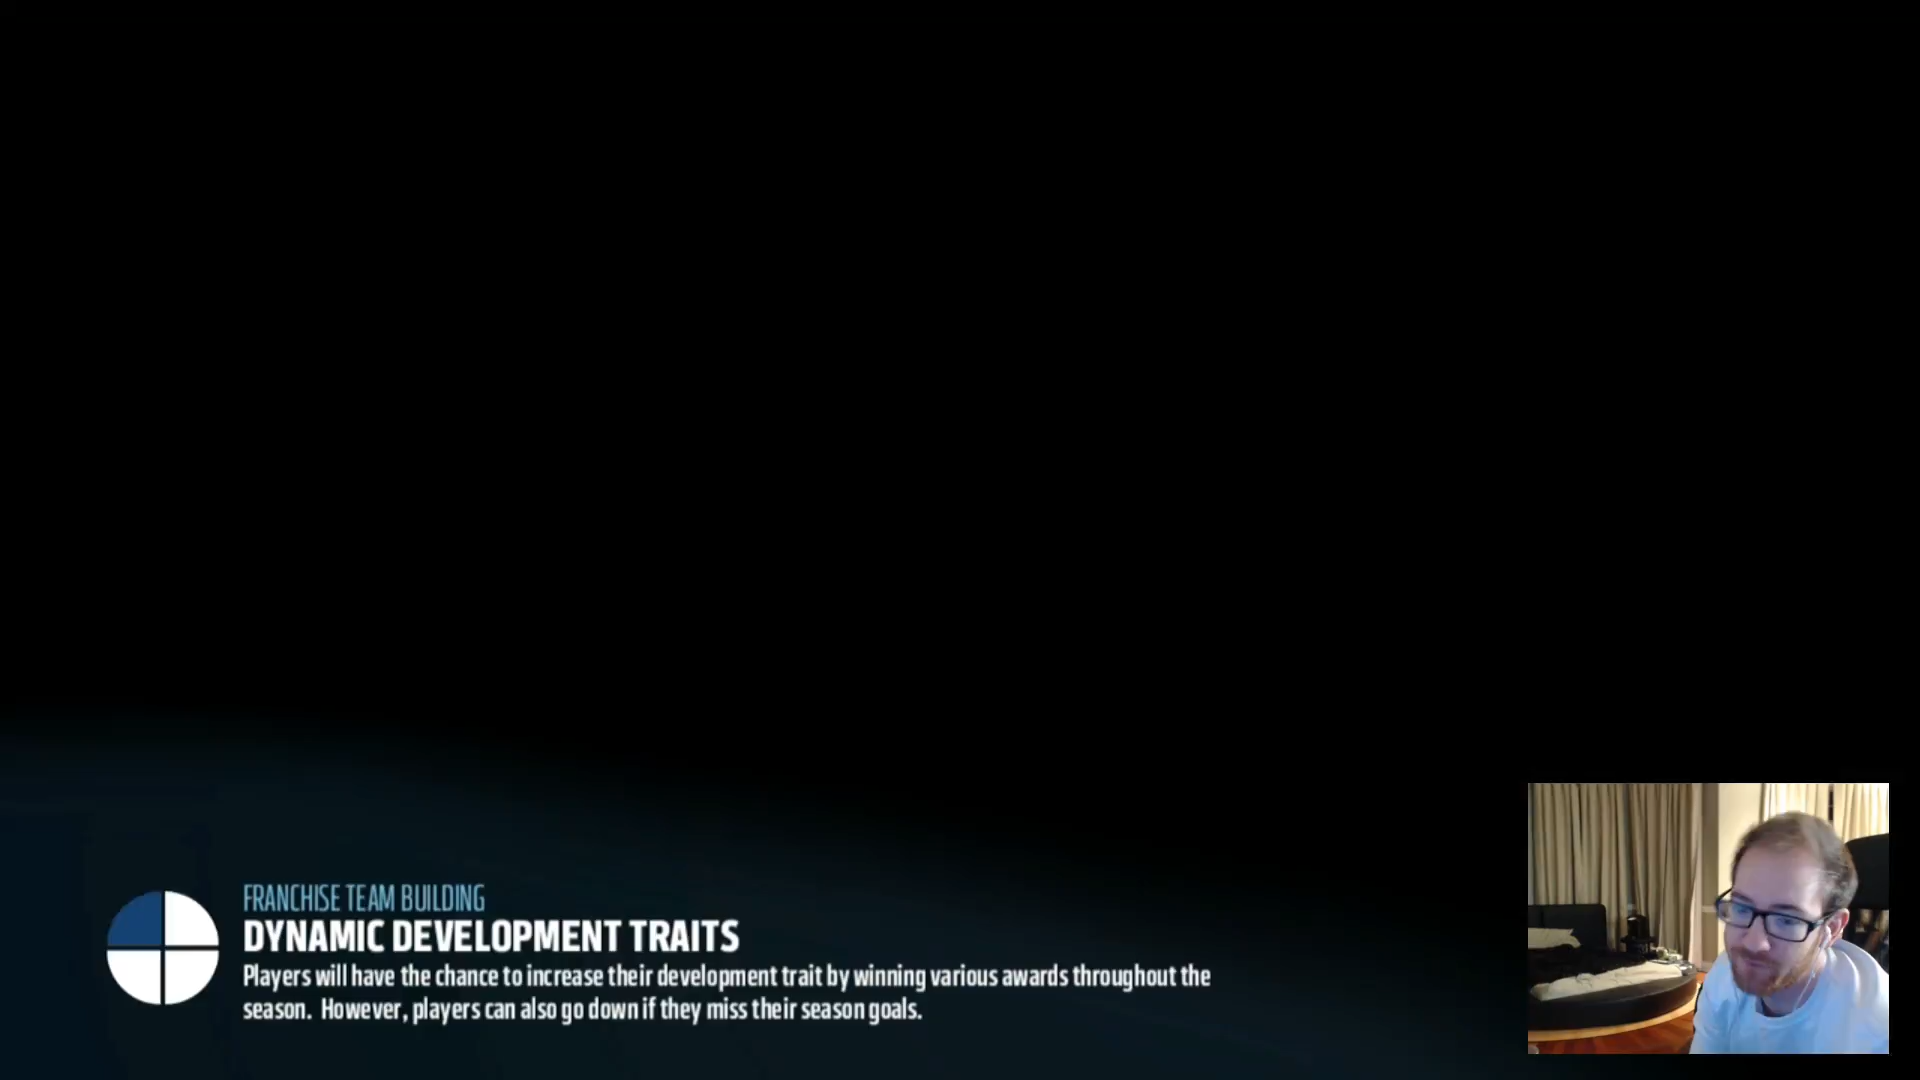 FRANCHISE TEAM BUILDING
DYNAMIC DEVELOPMENT TRAITS
Players will have the chance to increase their development trait by winning various awards throughout the
season.  However, players can also go down if they miss their season goals.